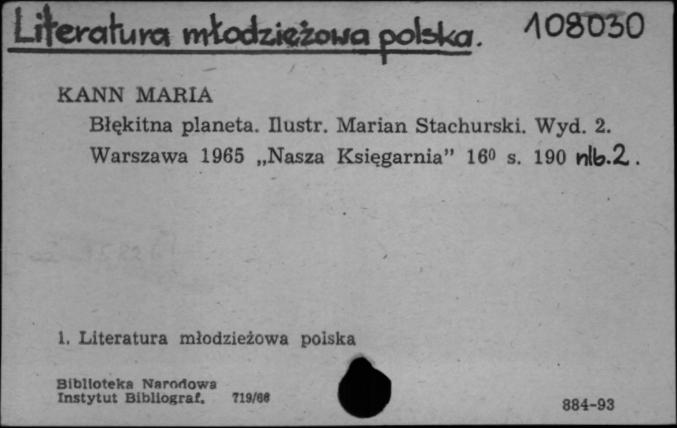 Literatura młodzieżowa polska. 108030
KANN MARIA
Błękitna planeta. Ilustr. Marian Stachurski. Wyd. 2.
Warszawa 1965 „Nasza Księgarnia” 16⁰ s. 190 nlb. 2.
1. Literatura młodzieżowa polska
Biblioteka Narodowa
Instytut Bibliograf. 719/66
884-93